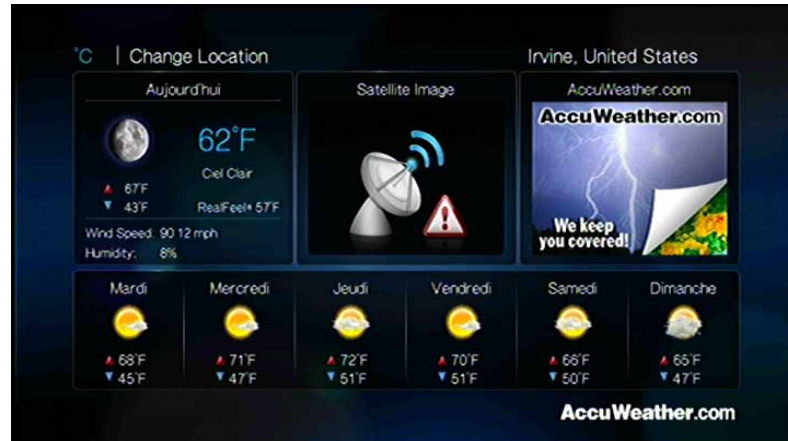 °C | Change Location
Irvine, United States
Aujourd'hui
62°F
Ciel Clair
67°F
43°F
RealFeel® 57°F
Wind Speed: 90 12 mph
Humidity: 8%
Satellite Image
AccuWeather.com
AccuWeather.com
We keep
you covered!
Mardi
68°F
45°F
Mercredi
71°F
47°F
Jeudi
72°F
51°F
Vendredi
70°F
51°F
Samedi
66°F
50°F
Dimanche
65°F
47°F
AccuWeather.com